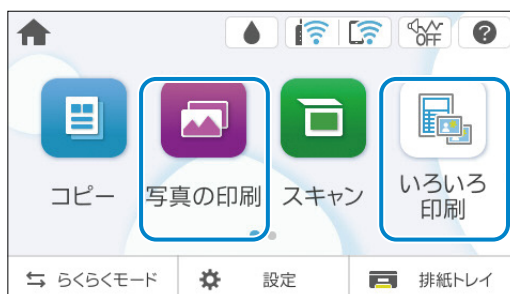 OFF
?
コピー
写真の印刷
スキャン
いろいろ
印刷
らくらくモード
設定
排紙トレイ